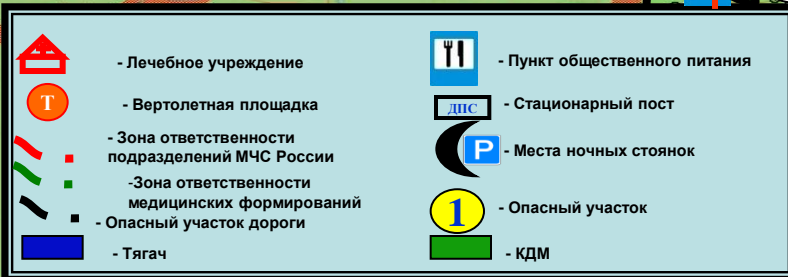 - Лечебное учреждение
Т
- Вертолетная площадка
- Зона ответственности
подразделений МЧС России
-Зона ответственности
медицинских формирований
- Опасный участок дороги
- Тягач
- Пункт общественного питания
ДПС
- Стационарный пост
P
- Места ночных стоянок
1
- Опасный участок
- КДМ